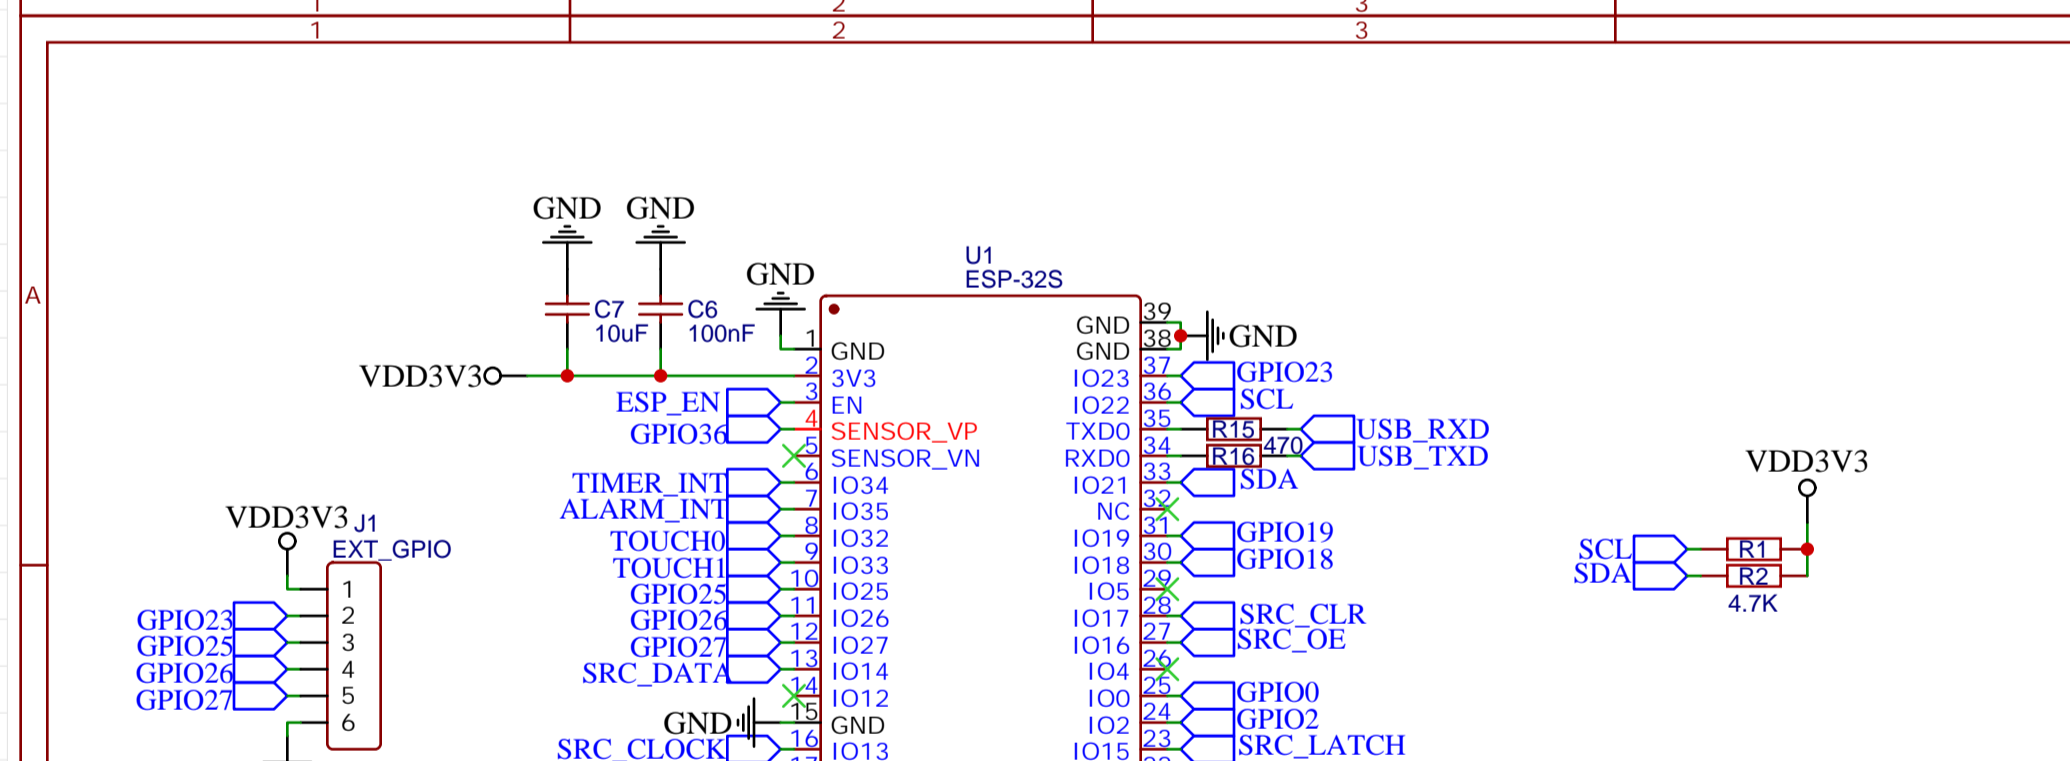 1 2 3
1 2 3
A
GND GND
GND
C7
10uF
C6
100nF
VDD3V3
U1
ESP-32S
1 GND
2 3V3
ESP_EN 3 EN
GPIO36 4 SENSOR_VP
5 SENSOR_VN
TIMER_INT 6 IO34
ALARM_INT 7 IO35
TOUCH0 8 IO32
TOUCH1 9 IO33
GPIO25 10 IO25
GPIO26 11 IO26
GPIO27 12 IO27
SRC_DATA 13 IO14
14 IO12
GND 15 GND
SRC_CLOCK 16 IO13
17
GND 39
GND 38 GND
IO23 37 GPIO23
IO22 36 SCL
TXD0 35 R15 USB_RXD
470
RXD0 34 R16 USB_TXD
IO21 33 SDA
NC 32
IO19 31 GPIO19
IO18 30 GPIO18
IO5 29
IO17 28 SRC_CLR
IO16 27 SRC_OE
IO4 26
IO0 25 GPIO0
IO2 24 GPIO2
IO15 23 SRC_LATCH
VDD3V3 J1
EXT_GPIO
1
GPIO23 2
GPIO25 3
GPIO26 4
GPIO27 5
6
VDD3V3
SCL R1
SDA R2
4.7K